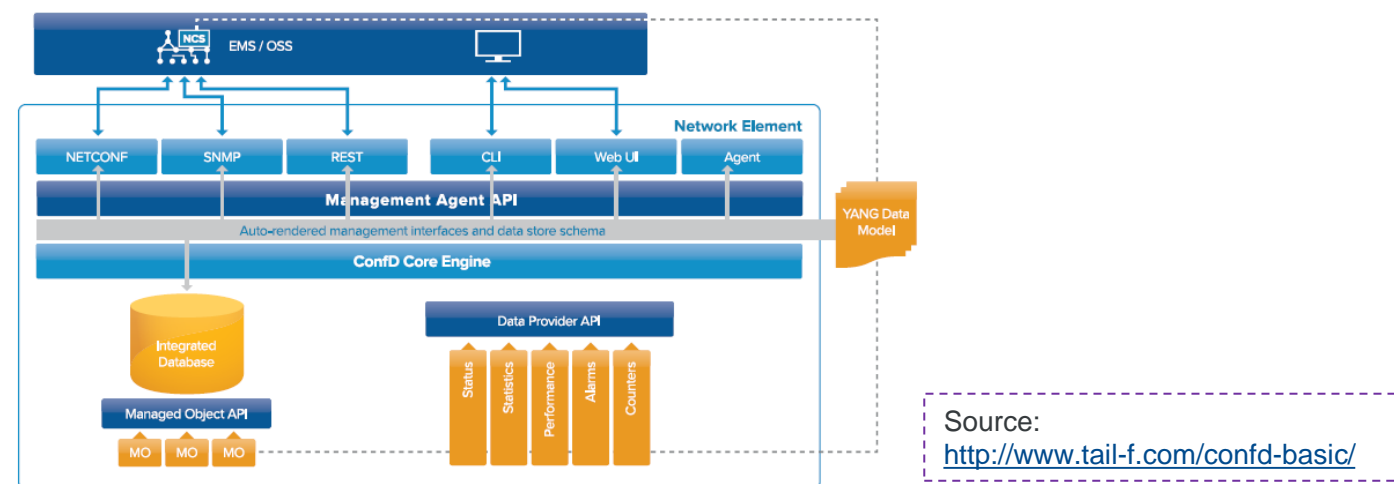 NCS
EMS / OSS
Network Element
NETCONF
SNMP
REST
CLI
Web UI
Agent
Management Agent API
YANG Data
Model
Auto-rendered management interfaces and data store schema
ConfD Core Engine
Data Provider API
Integrated
Database
Status
Statistics
Performance
Alarms
Counters
Managed Object API
MO
MO
MO
Source:
http://www.tail-f.com/confd-basic/